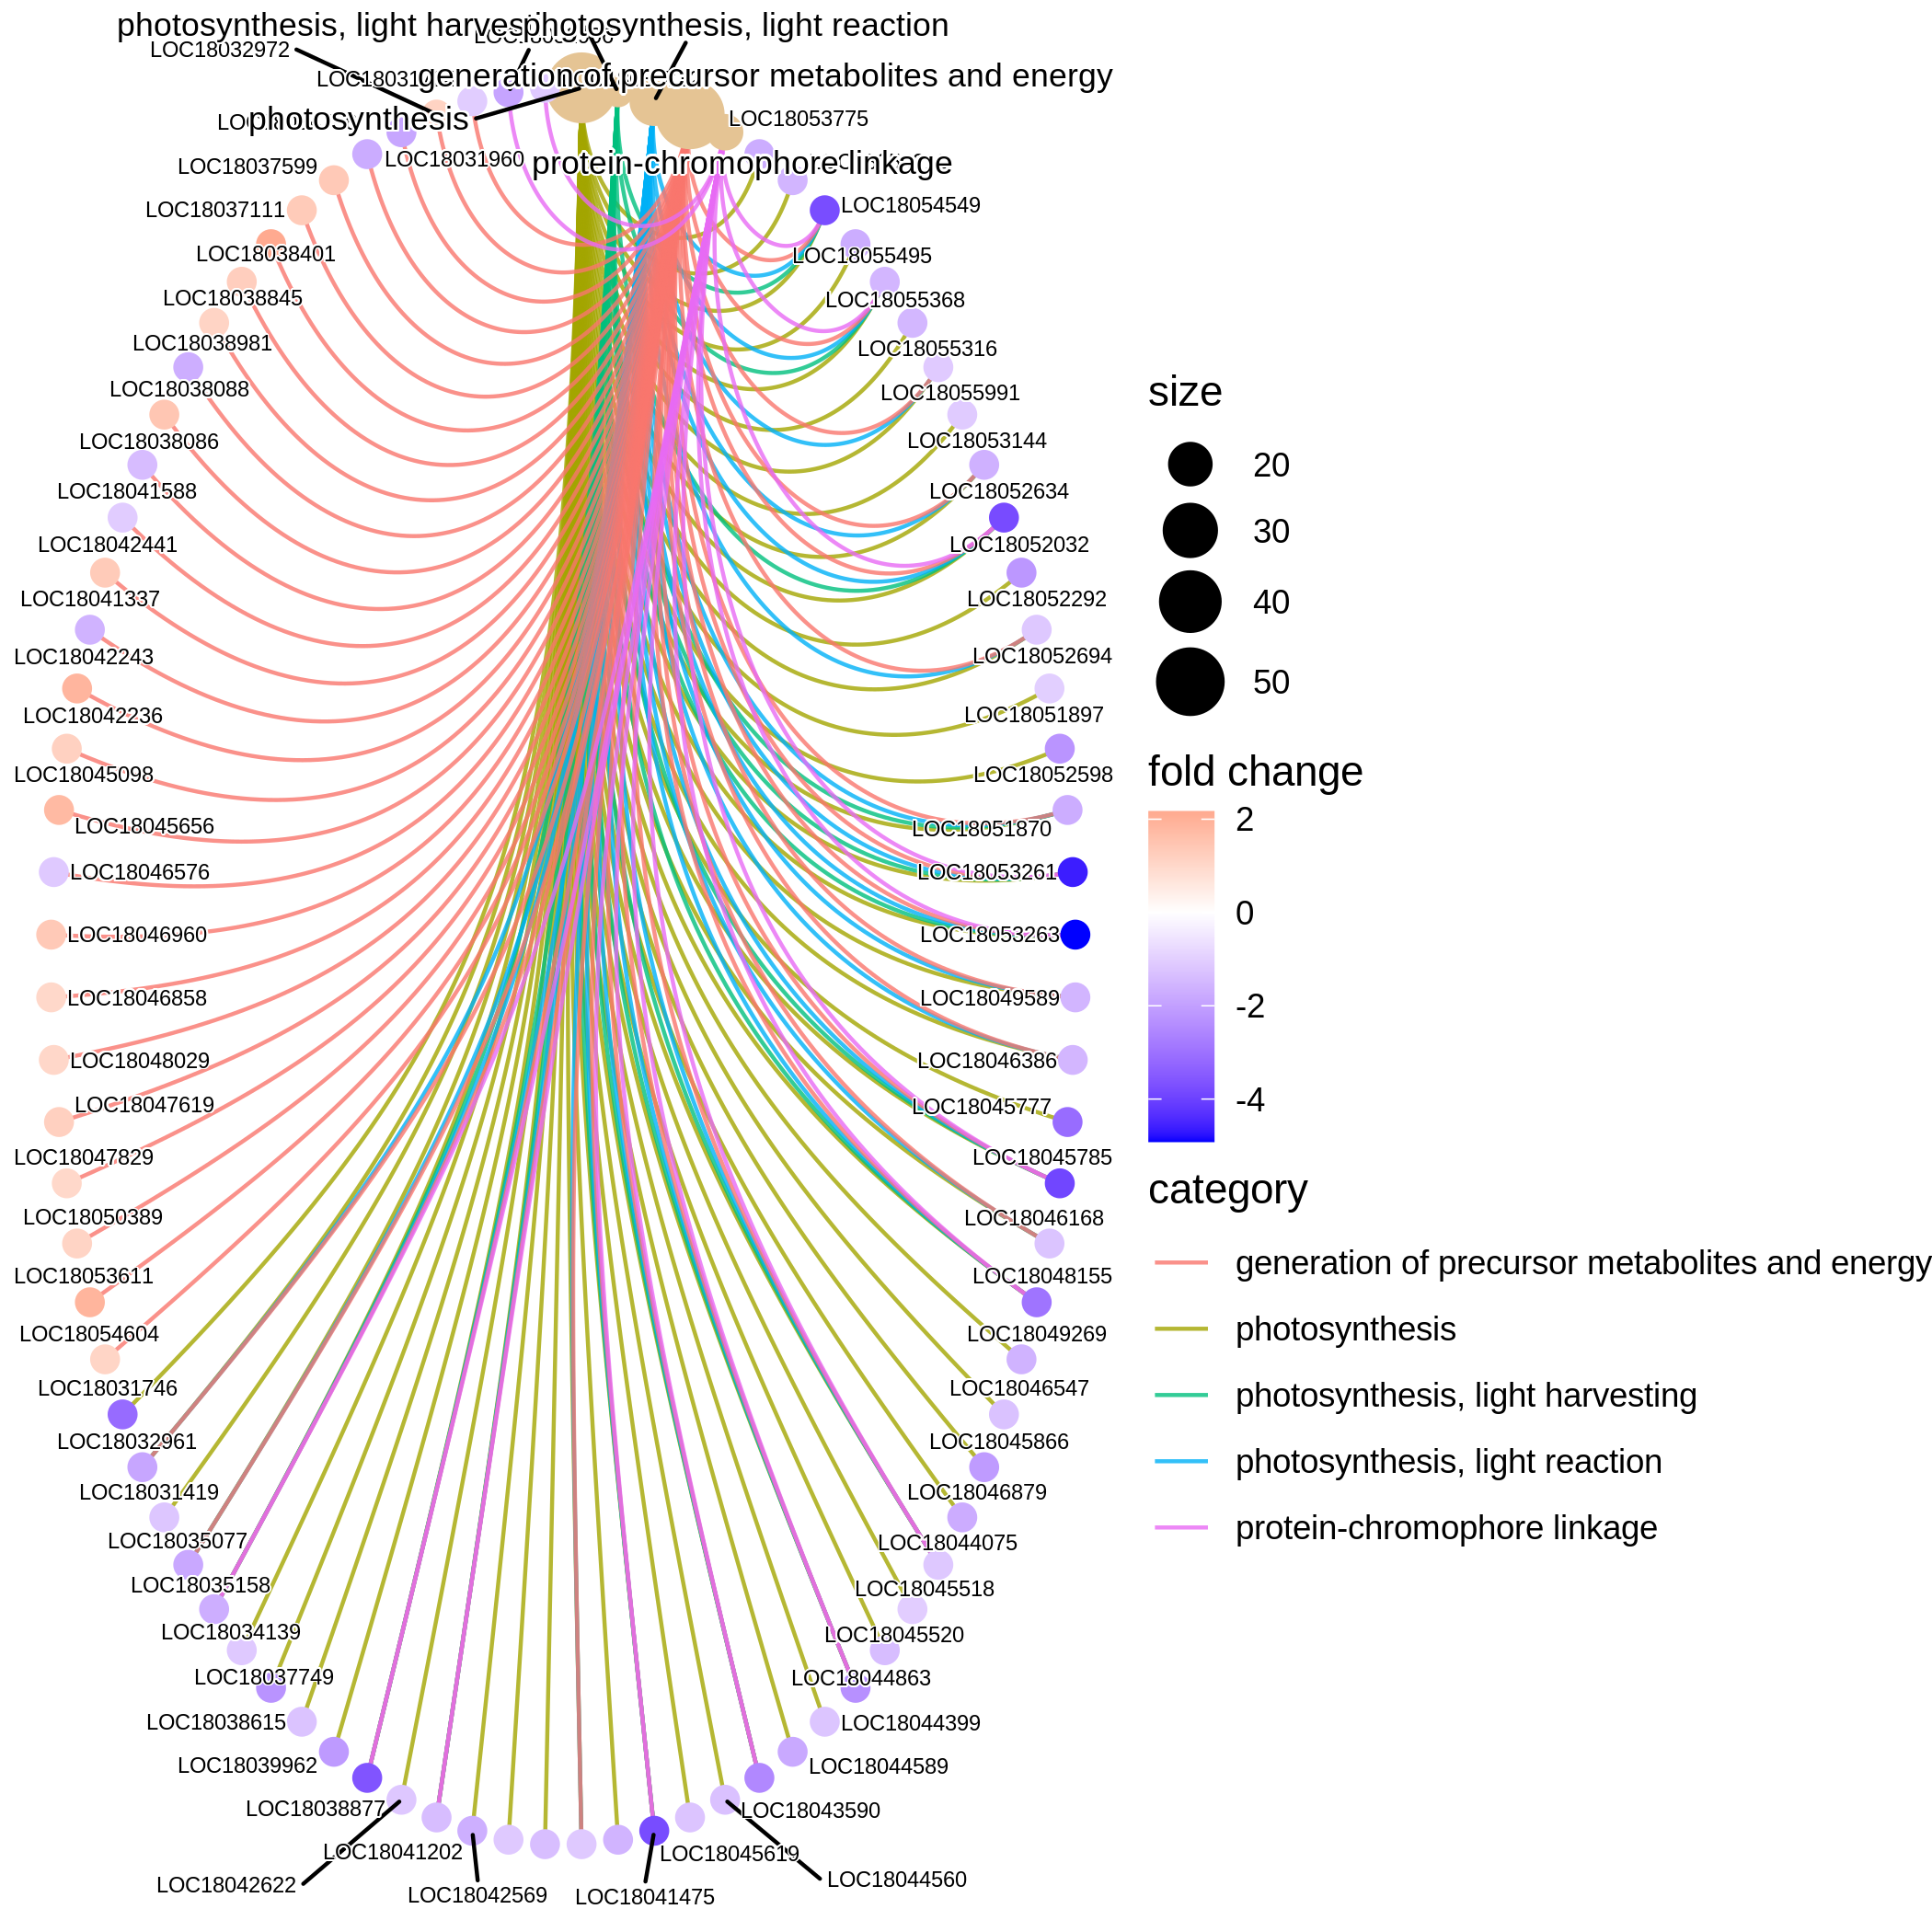 photosynthesis, light harvesting
photosynthesis, light reaction
LOC18032972
generation of precursor metabolites and energy
photosynthesis
LOC18053775
LOC18037599
LOC18031960
protein-chromophore linkage
LOC18037111
LOC18054549
LOC18038401
LOC18055495
LOC18038845
LOC18055368
LOC18038981
LOC18055316
LOC18038088
LOC18055991
LOC18038086
LOC18053144
LOC18041588
LOC18052634
LOC18042441
LOC18052032
LOC18041337
LOC18052292
LOC18042243
LOC18052694
LOC18042236
LOC18051897
LOC18045098
LOC18052598
LOC18045656
LOC18051870
LOC18046576
LOC18053261
LOC18046960
LOC18053263
LOC18046858
LOC18049589
LOC18048029
LOC18046386
LOC18047619
LOC18045777
LOC18047829
LOC18045785
LOC18050389
LOC18046168
LOC18053611
LOC18048155
LOC18054604
LOC18049269
LOC18031746
LOC18046547
LOC18032961
LOC18045866
LOC18031419
LOC18046879
LOC18035077
LOC18044075
LOC18035158
LOC18045518
LOC18034139
LOC18045520
LOC18037749
LOC18044863
LOC18038615
LOC18044399
LOC18039962
LOC18044589
LOC18038877
LOC18043590
LOC18041202
LOC18045619
LOC18042622
LOC18044560
LOC18042569
LOC18041475
size
20
30
40
50
fold change
2
0
-2
-4
category
generation of precursor metabolites and energy
photosynthesis
photosynthesis, light harvesting
photosynthesis, light reaction
protein-chromophore linkage